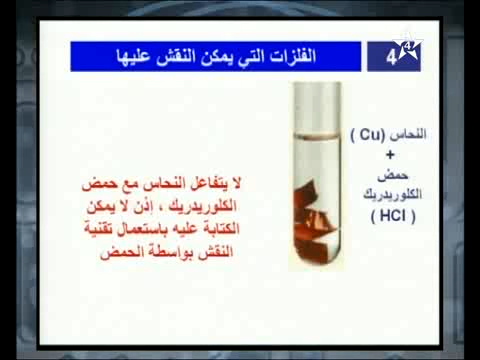 4
الفلزات التي يمكن النقش عليها
4
النحاس (Cu)
+
حمض
الكلوريدريك
(HCl)
لا يتفاعل النحاس مع حمض
الكلوريدريك ، إذن لا يمكن
الكتابة عليه باستعمال تقنية
النقش بواسطة الحمض